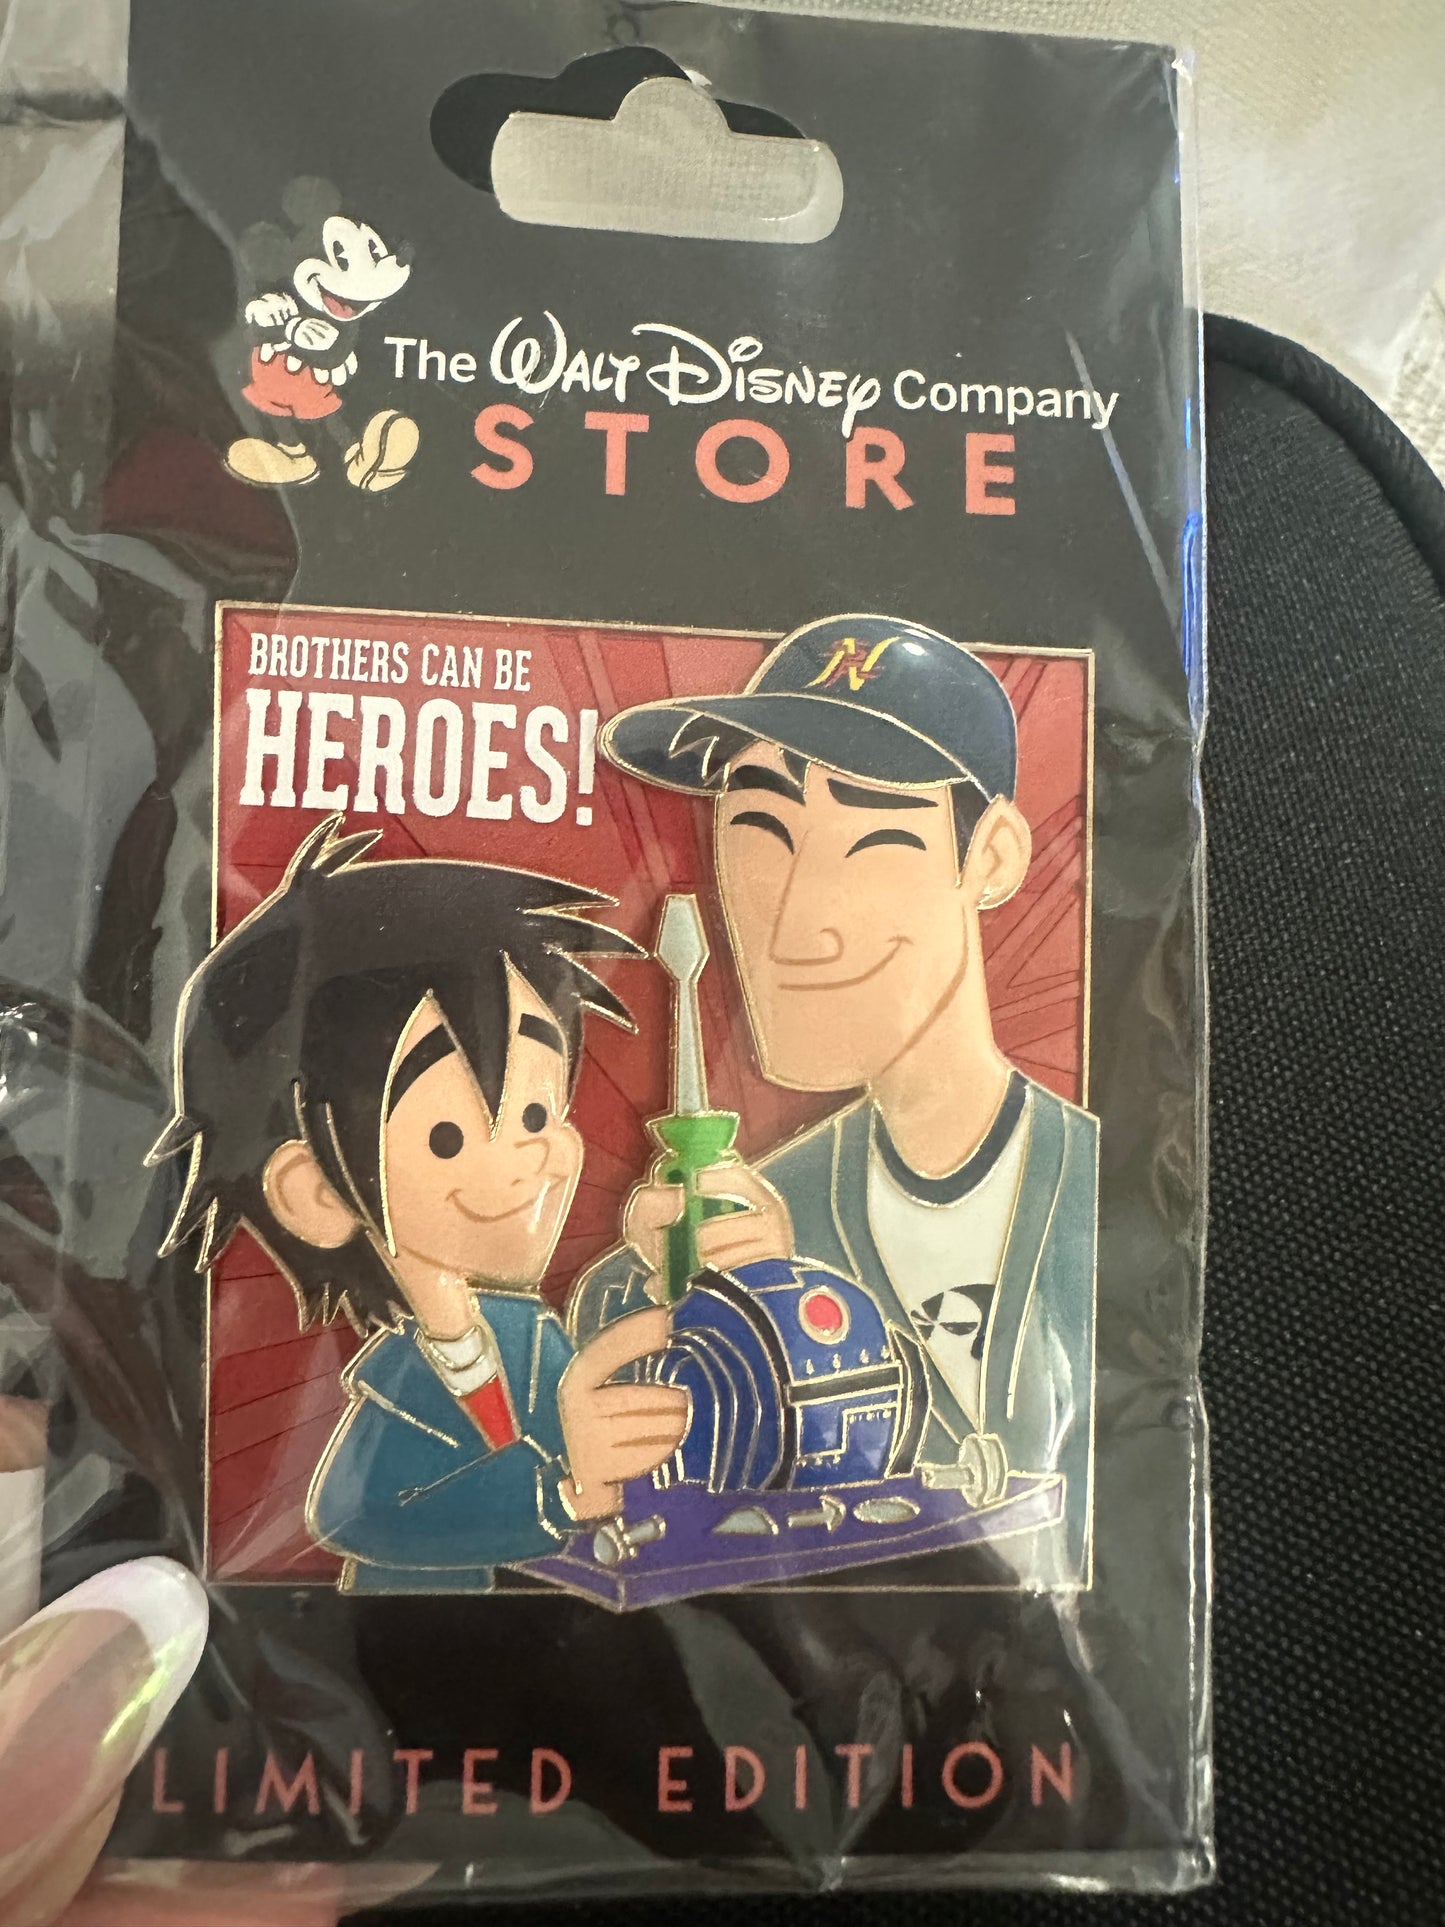 The WALT DISNEY Company
STORE
BROTHERS CAN BE
HEROES!
N
LIMITED EDITION